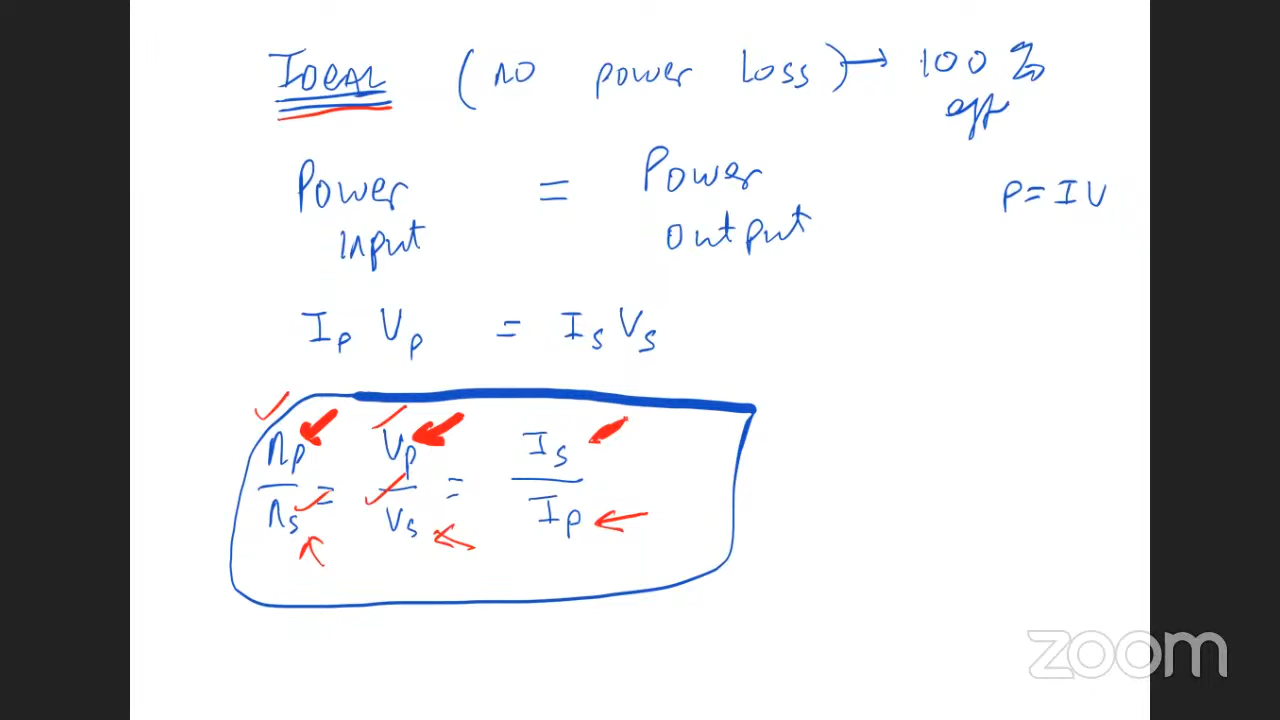 IDEAL (no power loss) → 100 %
eff
Power = Power
Input output
P = IV
Ip Vp = Is Vs
np/ns = Vp/Vs = Is/Ip
zoom